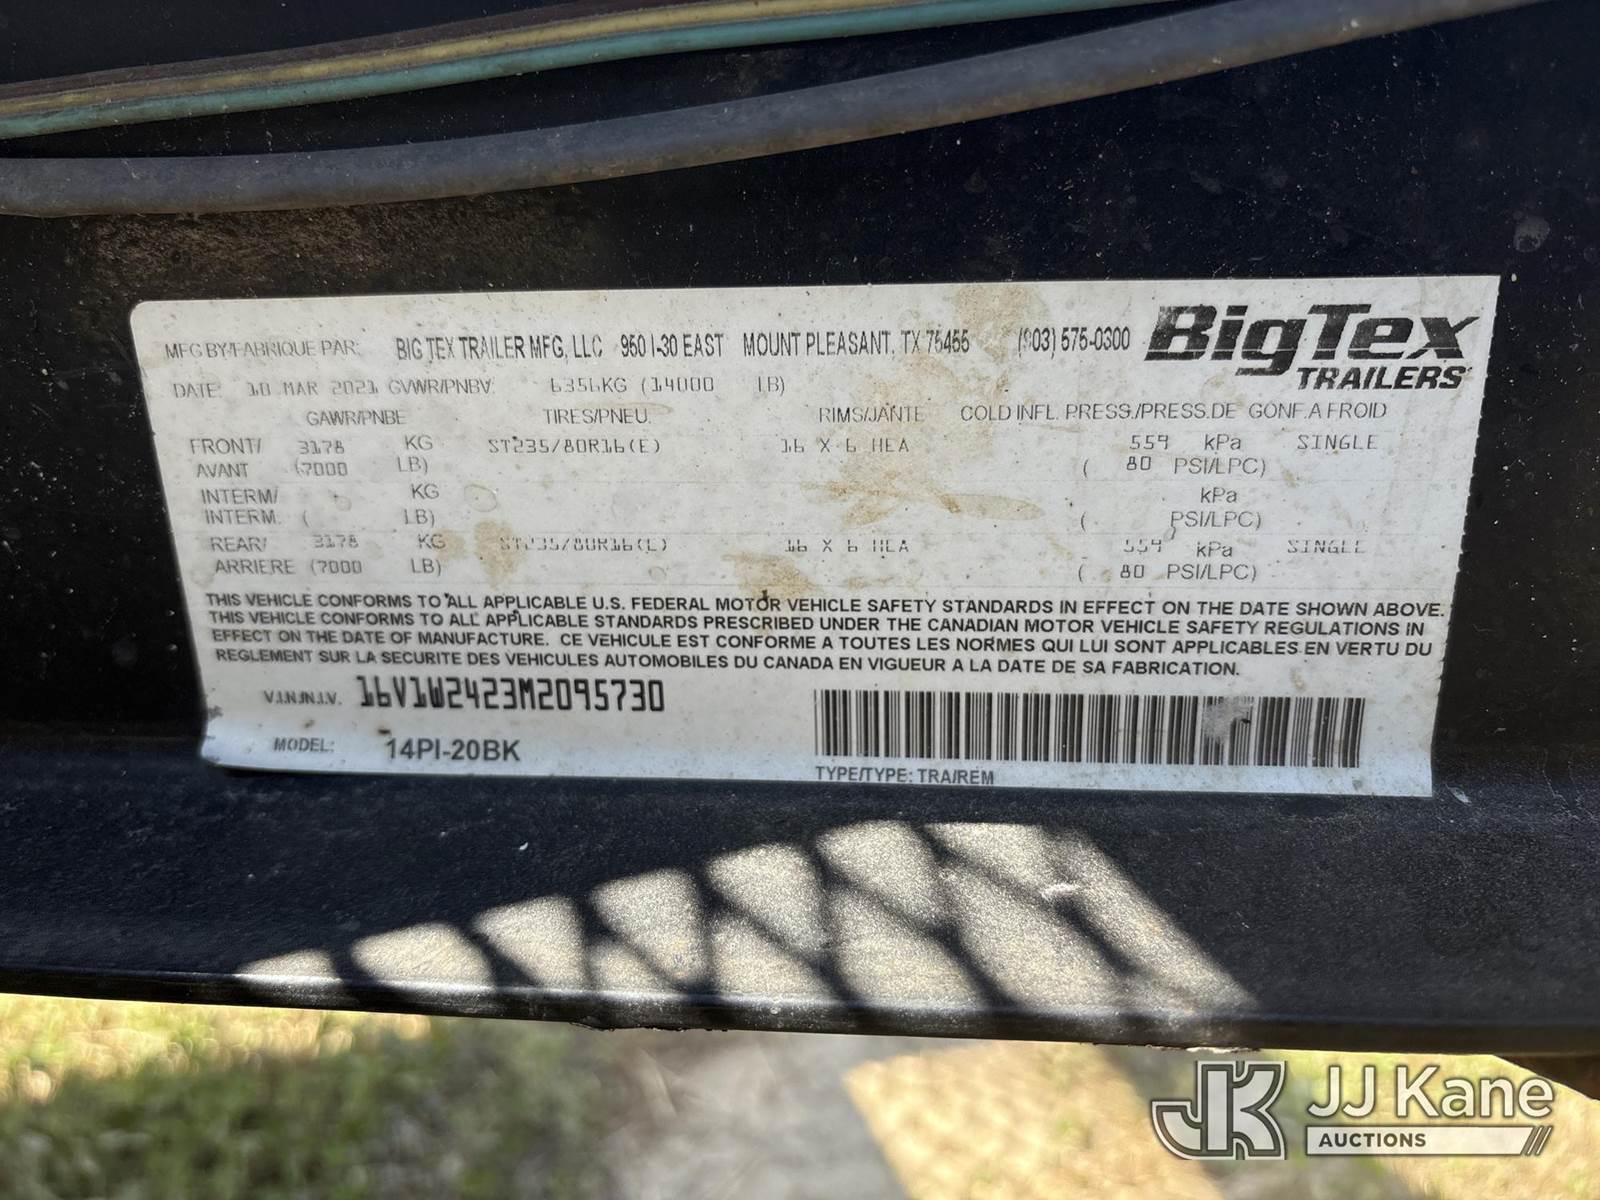 MFG BY/FABRIQUE PAR: BIG TEX TRAILER MFG, LLC 950 I-30 EAST MOUNT PLEASANT, TX 75455 (903) 575-0300
BigTex
TRAILERS
DATE: 10 MAR 2021 GVWR/PNBV: 6356KG (14000 LB)
GAWR/PNBE TIRES/PNEU. RIMS/JANTE COLD INFL. PRESS./PRESS.DE GONF.A FROID
FRONT/ 3178 KG ST235/80R16(E) 16 X 6 HEA 559 kPa SINGLE
AVANT (7000 LB) ( 80 PSI/LPC)
INTERM/ KG kPa
INTERM. ( LB) ( PSI/LPC)
REAR/ 3178 KG ST235/80R16(E) 16 X 6 HEA 559 kPa SINGLE
ARRIERE (7000 LB) ( 80 PSI/LPC)
THIS VEHICLE CONFORMS TO ALL APPLICABLE U.S. FEDERAL MOTOR VEHICLE SAFETY STANDARDS IN EFFECT ON THE DATE SHOWN ABOVE.
THIS VEHICLE CONFORMS TO ALL APPLICABLE STANDARDS PRESCRIBED UNDER THE CANADIAN MOTOR VEHICLE SAFETY REGULATIONS IN
EFFECT ON THE DATE OF MANUFACTURE. CE VEHICULE EST CONFORME A TOUTES LES NORMES QUI LUI SONT APPLICABLES EN VERTU DU
REGLEMENT SUR LA SECURITE DES VEHICULES AUTOMOBILES DU CANADA EN VIGUEUR A LA DATE DE SA FABRICATION.
V.I.N./N.I.V. 16V1W2423M2095730
MODEL: 14PI-20BK
TYPE/TYPE: TRA/REM
JK JJ Kane
AUCTIONS